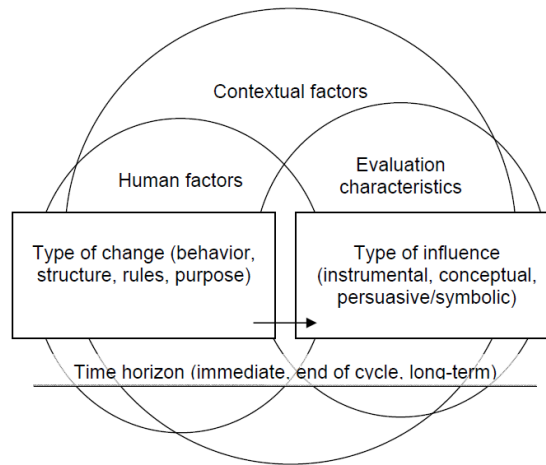 Contextual factors
Human factors
Evaluation
characteristics
Type of change (behavior,
structure, rules, purpose)
Type of influence
(instrumental, conceptual,
persuasive/symbolic)
Time horizon (immediate, end of cycle, long-term)